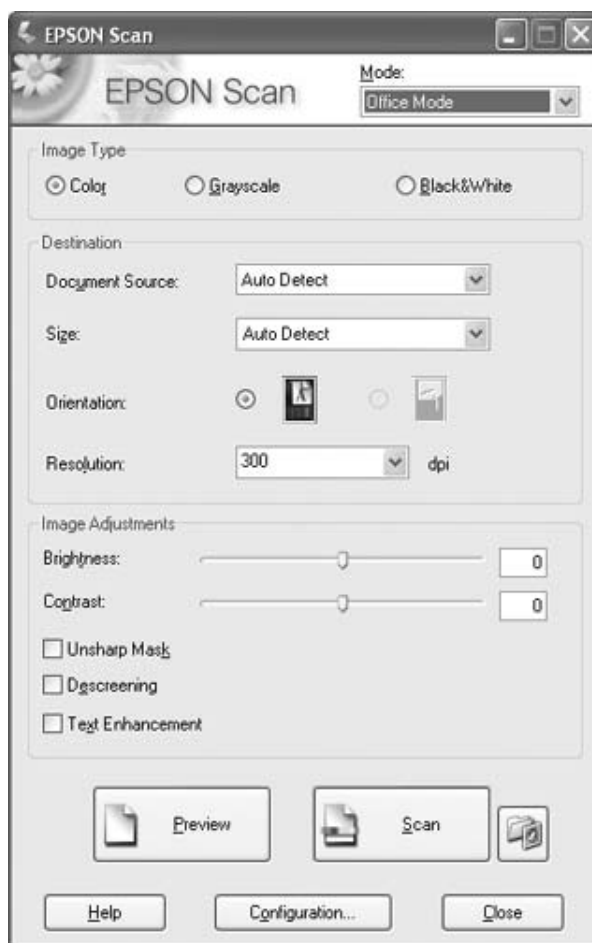 EPSON Scan
EPSON Scan
Mode:
Office Mode
Image Type
Color Grayscale Black&White
Destination
Document Source: Auto Detect
Size: Auto Detect
Orientation:
Resolution: 300 dpi
Image Adjustments
Brightness: 0
Contrast: 0
Unsharp Mask
Descreening
Text Enhancement
Preview Scan
Help Configuration... Close